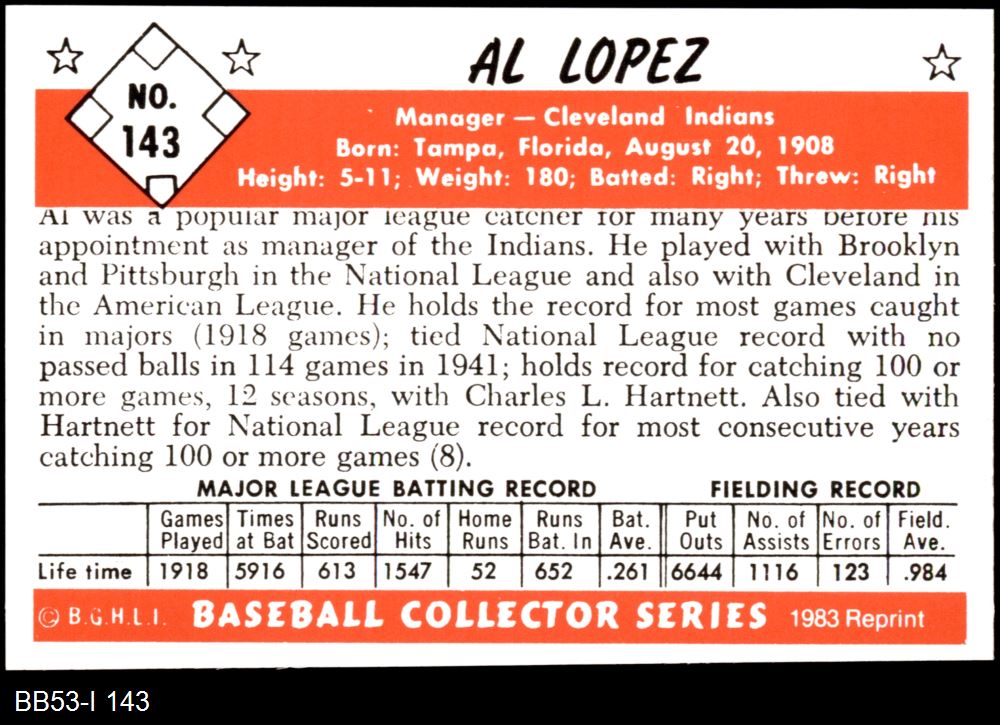 AL LOPEZ
NO.
143
Manager — Cleveland Indians
Born: Tampa, Florida, August 20, 1908
Height: 5-11; Weight: 180; Batted: Right; Threw: Right
Al was a popular major league catcher for many years before his
appointment as manager of the Indians. He played with Brooklyn
and Pittsburgh in the National League and also with Cleveland in
the American League. He holds the record for most games caught
in majors (1918 games); tied National League record with no
passed balls in 114 games in 1941; holds record for catching 100 or
more games, 12 seasons, with Charles L. Hartnett. Also tied with
Hartnett for National League record for most consecutive years
catching 100 or more games (8).
MAJOR LEAGUE BATTING RECORD FIELDING RECORD
Games Times Runs No. of Home Runs Bat. Put No. of No. of Field.
Played at Bat Scored Hits Runs Bat. In Ave. Outs Assists Errors Ave.
Life time 1918 5916 613 1547 52 652 .261 6644 1116 123 .984
© B.G.H.L.I. BASEBALL COLLECTOR SERIES 1983 Reprint
BB53-I 143